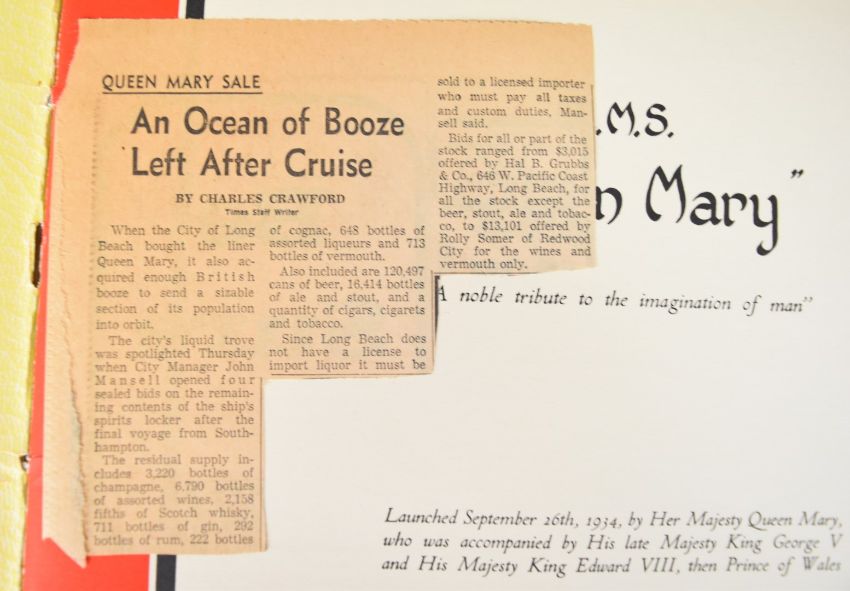 QUEEN MARY SALE
An Ocean of Booze
Left After Cruise
BY CHARLES CRAWFORD
Times Staff Writer
When the City of Long
Beach bought the liner
Queen Mary, it also ac-
quired enough British
booze to send a sizable
section of its population
into orbit.
The city's liquid trove
was spotlighted Thursday
when City Manager John
Mansell opened four
sealed bids on the remain-
ing contents of the ship's
spirits locker after the
final voyage from South-
hampton.
The residual supply in-
cludes 3,220 bottles of
champagne, 6,790 bottles
of assorted wines, 2,158
fifths of Scotch whisky,
711 bottles of gin, 292
bottles of rum, 222 bottles
of cognac, 648 bottles of
assorted liqueurs and 713
bottles of vermouth.
Also included are 120,497
cans of beer, 16,414 bottles
of ale and stout, and a
quantity of cigars, cigarets
and tobacco.
Since Long Beach does
not have a license to
import liquor it must be
sold to a licensed importer
who must pay all taxes
and custom duties, Man-
sell said.
Bids for all or part of the
stock ranged from $3,015
offered by Hal B. Grubbs
& Co., 646 W. Pacific Coast
Highway, Long Beach, for
all the stock except the
beer, stout, ale and tobac-
co, to $13,101 offered by
Rolly Somer of Redwood
City for the wines and
vermouth only.
.M.S.
n Mary"
A noble tribute to the imagination of man"
Launched September 26th, 1934, by Her Majesty Queen Mary,
who was accompanied by His late Majesty King George V
and His Majesty King Edward VIII, then Prince of Wales